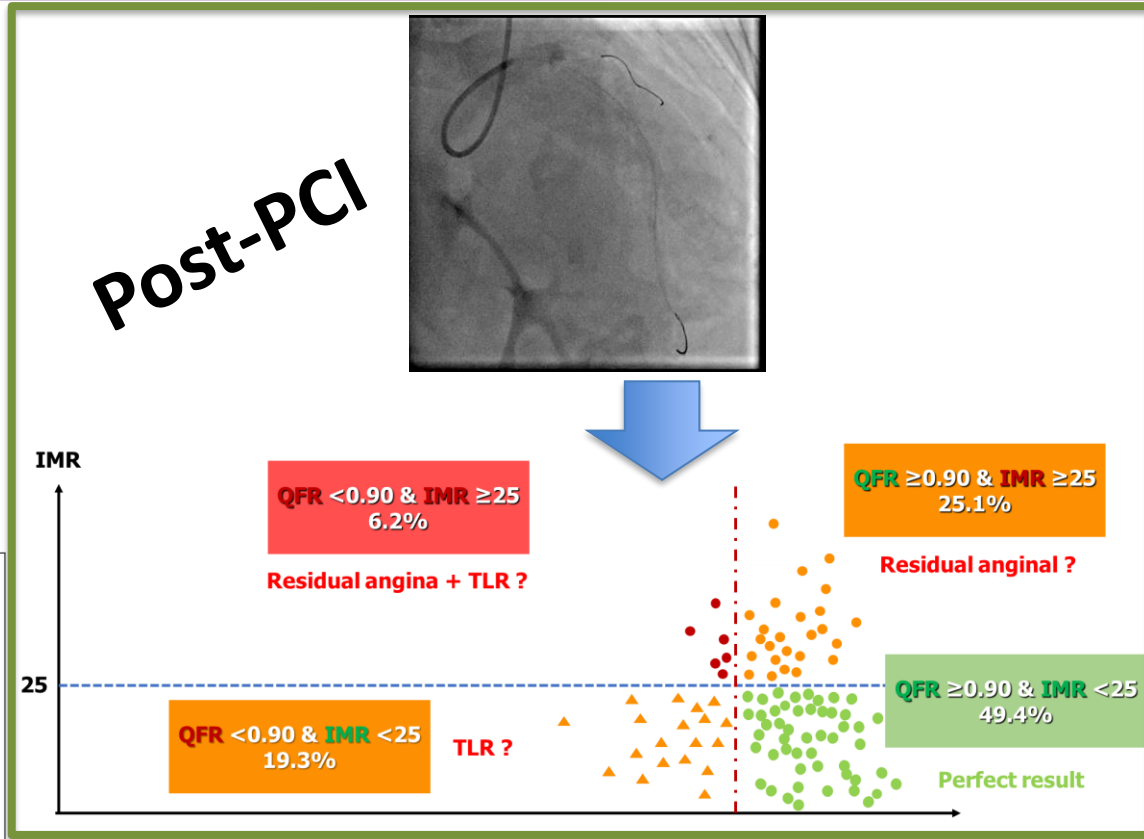 Post-PCI
IMR
QFR <0.90 & IMR ≥25
6.2%
Residual angina + TLR ?
QFR ≥0.90 & IMR ≥25
25.1%
Residual anginal ?
25
QFR ≥0.90 & IMR <25
49.4%
Perfect result
QFR <0.90 & IMR <25
19.3%
TLR ?